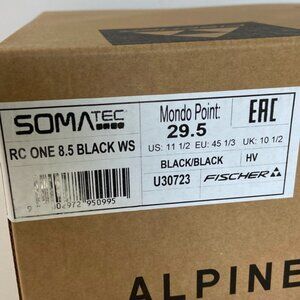 SOMATEC
RC ONE 8.5 BLACK WS
Mondo Point:
29.5
US: 11 1/2 EU: 45 1/3 UK: 10 1/2
BLACK/BLACK HV
U30723 FISCHER
EAC
ALPINE